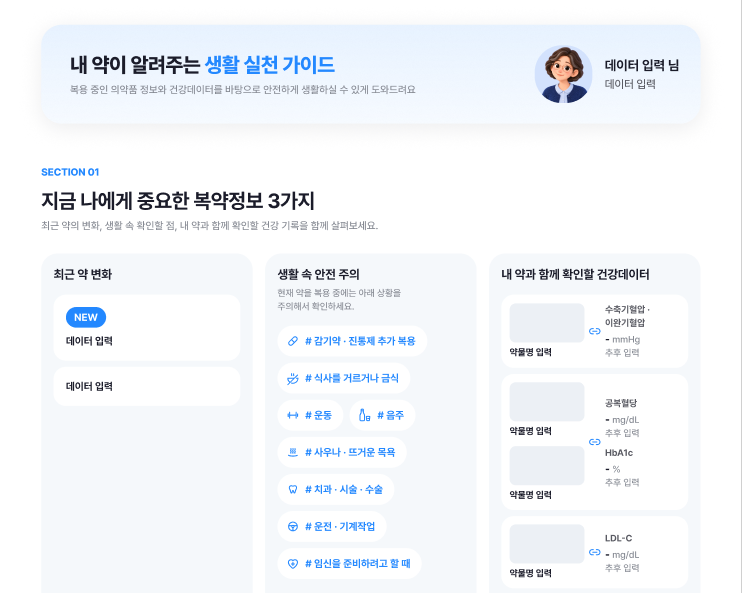 내 약이 알려주는 생활 실천 가이드
복용 중인 의약품 정보와 건강데이터를 바탕으로 안전하게 생활하실 수 있게 도와드려요
데이터 입력 님
데이터 입력
SECTION 01
지금 나에게 중요한 복약정보 3가지
최근 약의 변화, 생활 속 확인할 점, 내 약과 함께 확인할 건강 기록을 함께 살펴보세요.
최근 약 변화
NEW
데이터 입력
데이터 입력
생활 속 안전 주의
현재 약을 복용 중에는 아래 상황을
주의해서 확인하세요.
# 감기약 · 진통제 추가 복용
# 식사를 거르거나 금식
# 운동
# 음주
# 사우나 · 뜨거운 목욕
# 치과 · 시술 · 수술
# 운전 · 기계작업
# 임신을 준비하려고 할 때
내 약과 함께 확인할 건강데이터
약물명 입력
수축기혈압 ·
이완기혈압
- mmHg
추후 입력
약물명 입력
공복혈당
- mg/dL
추후 입력
약물명 입력
HbA1c
- %
추후 입력
약물명 입력
LDL-C
- mg/dL
추후 입력